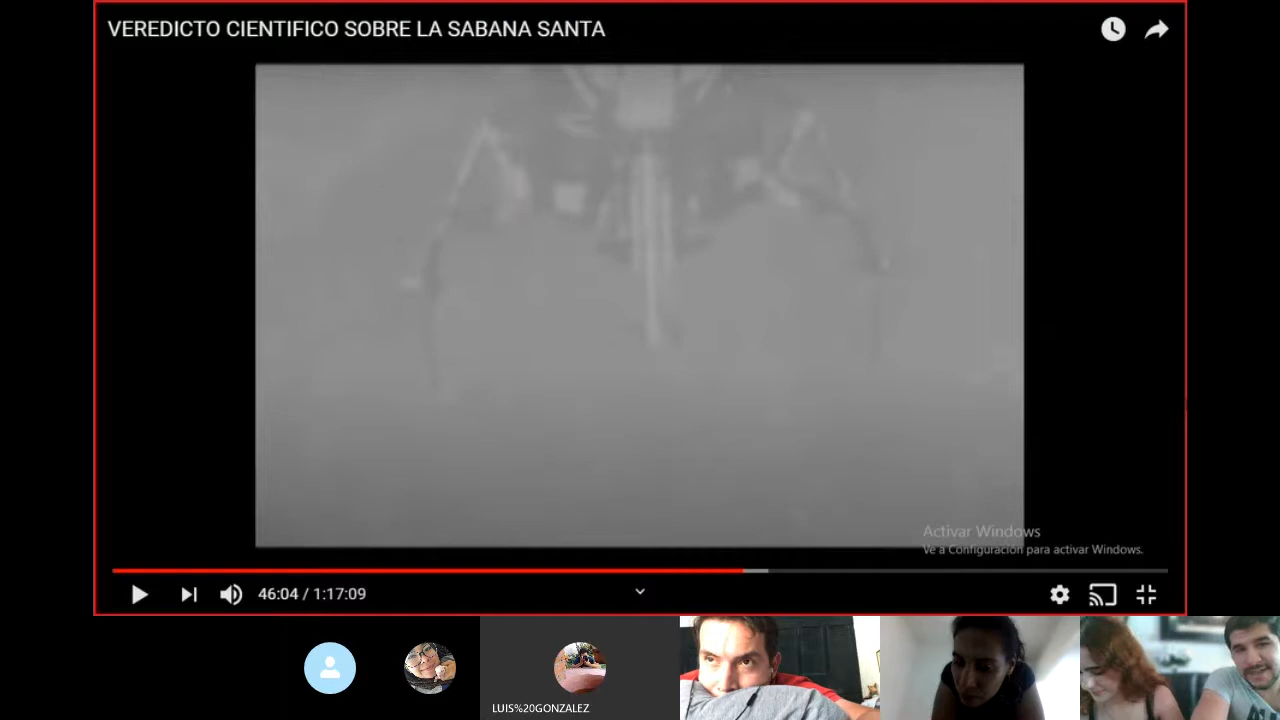 VEREDICTO CIENTIFICO SOBRE LA SABANA SANTA
Activar Windows
Ve a Configuración para activar Windows.
46:04 / 1:17:09
LUIS%20GONZALEZ